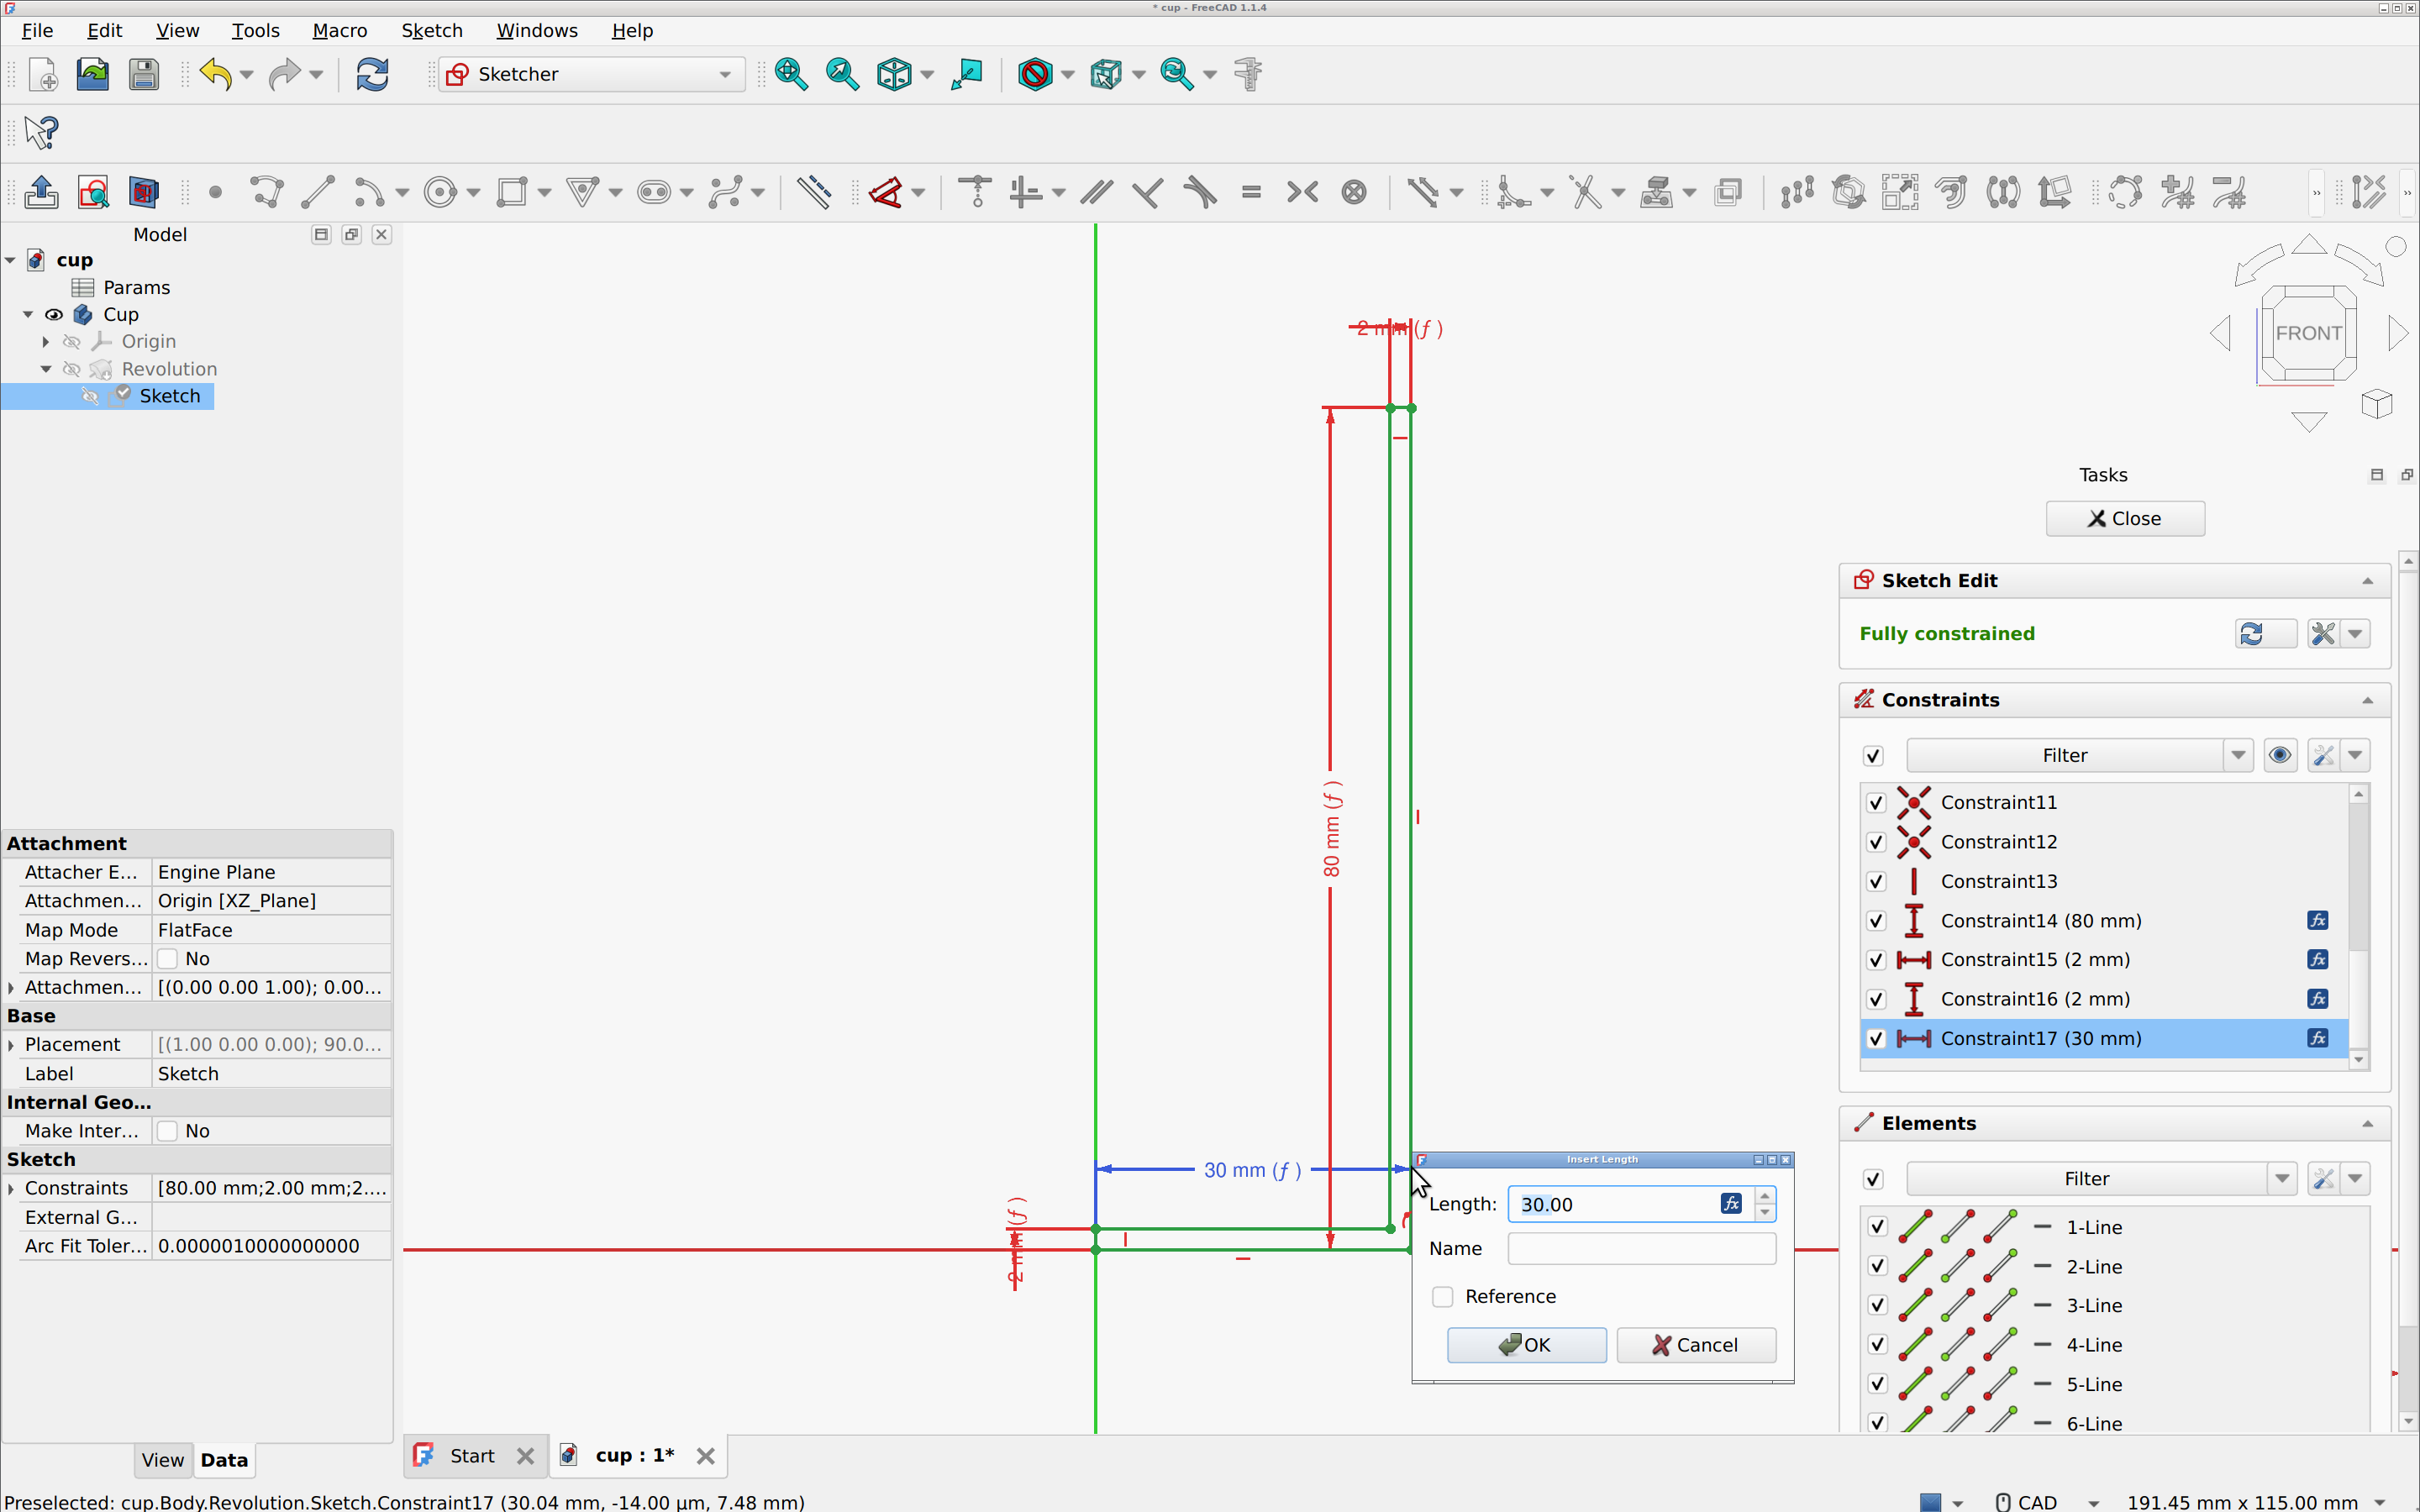 * cup - FreeCAD 1.1.4
File Edit View Tools Macro Sketch Windows Help
Sketcher
Model
cup
Params
Cup
Origin
Revolution
Sketch
Attachment
Attacher E... Engine Plane
Attachmen... Origin [XZ_Plane]
Map Mode FlatFace
Map Revers... No
Attachmen... [(0.00 0.00 1.00); 0.00...
Base
Placement [(1.00 0.00 0.00); 90.0...
Label Sketch
Internal Geo...
Make Inter... No
Sketch
Constraints [80.00 mm;2.00 mm;2....
External G...
Arc Fit Toler... 0.0000010000000000
View Data
2 mm (ƒ )
80 mm (ƒ )
30 mm (ƒ )
2 mm (ƒ )
FRONT
Insert Length
Length: 30.00
Name
Reference
OK Cancel
Tasks
Close
Sketch Edit
Fully constrained
Constraints
Filter
Constraint11
Constraint12
Constraint13
Constraint14 (80 mm) fx
Constraint15 (2 mm) fx
Constraint16 (2 mm) fx
Constraint17 (30 mm) fx
Elements
Filter
1-Line
2-Line
3-Line
4-Line
5-Line
6-Line
Start cup : 1*
Preselected: cup.Body.Revolution.Sketch.Constraint17 (30.04 mm, -14.00 µm, 7.48 mm)
CAD 191.45 mm x 115.00 mm